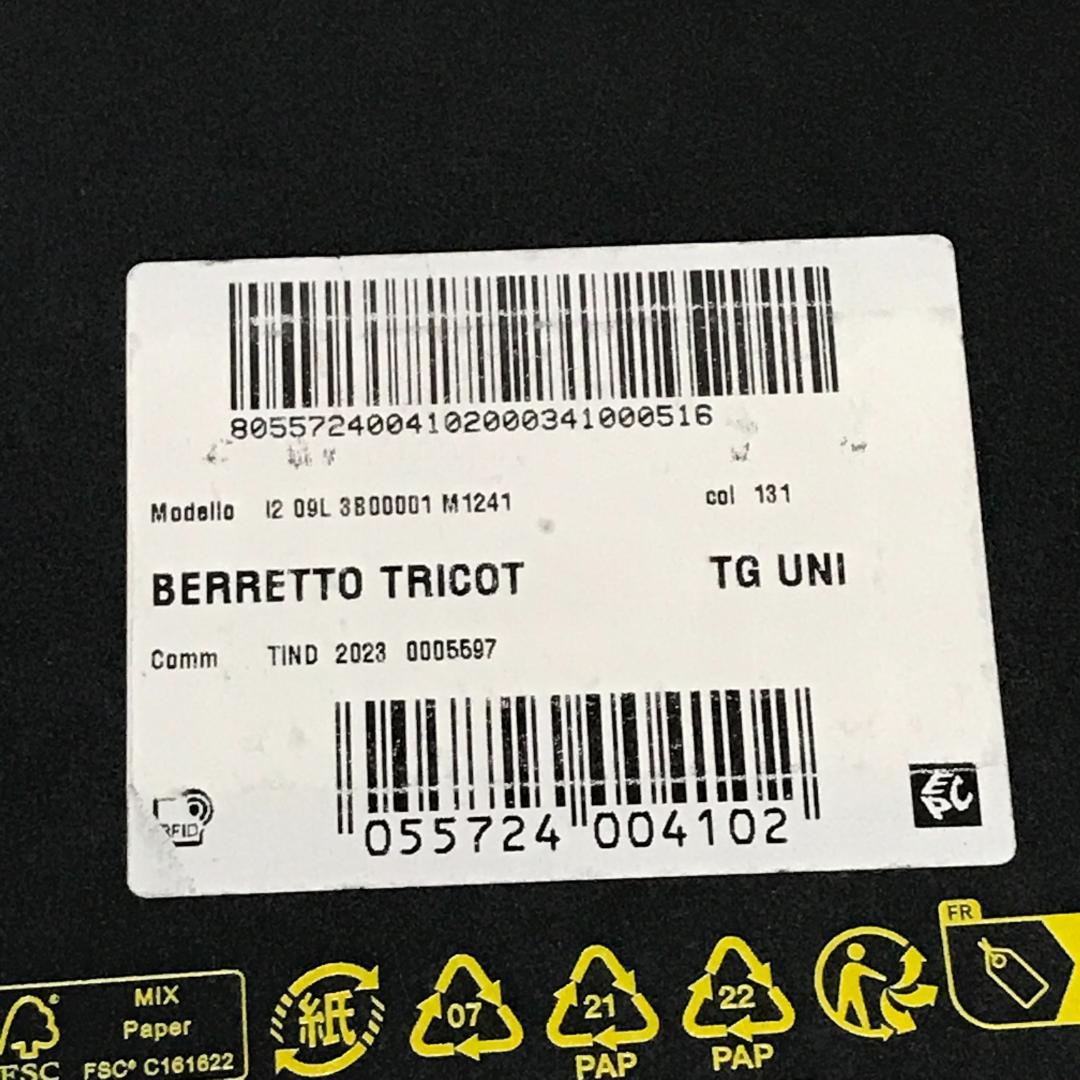 8055724004102000341000516
Modello I2 09L 3B00001 M1241 col 131
BERRETTO TRICOT TG UNI
Comm TIND 2023 0005597
055724 004102
RFID
EPC
FR
MIX
Paper
FSC® C161622
FSC
紙
07
21
PAP
22
PAP